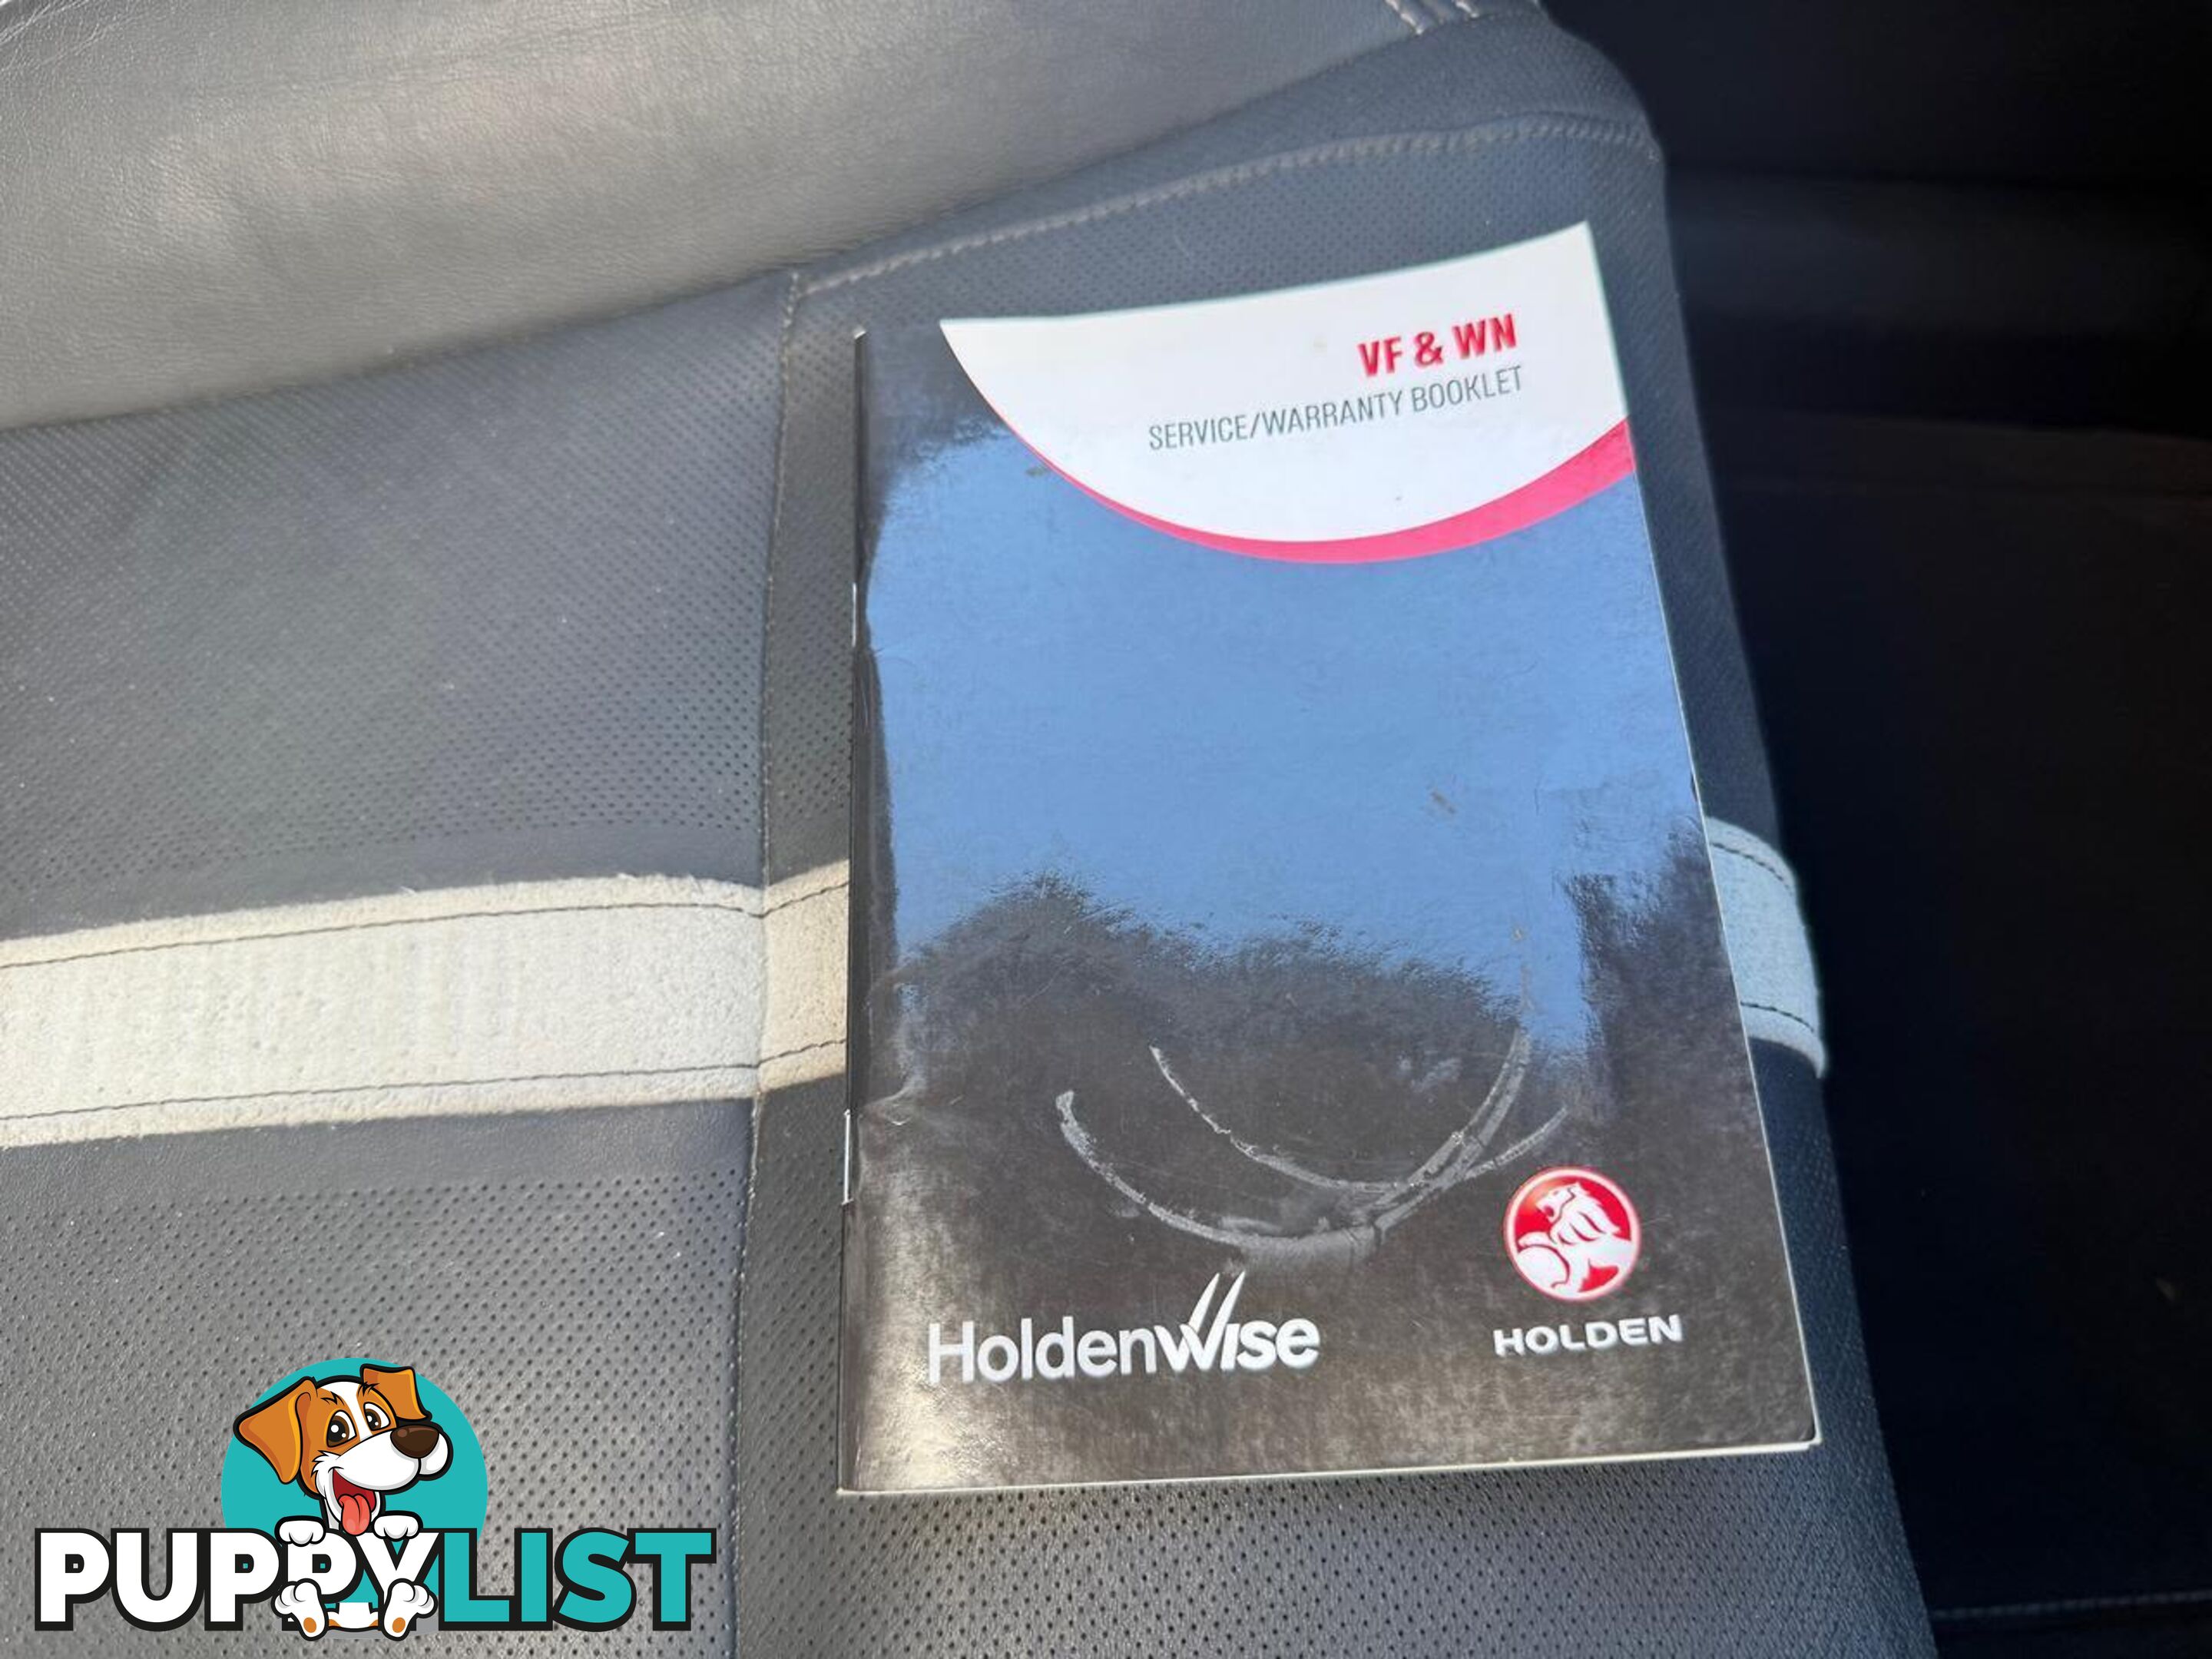 VF & WN
SERVICE/WARRANTY BOOKLET
HoldenWise
HOLDEN
PUPPYLIST